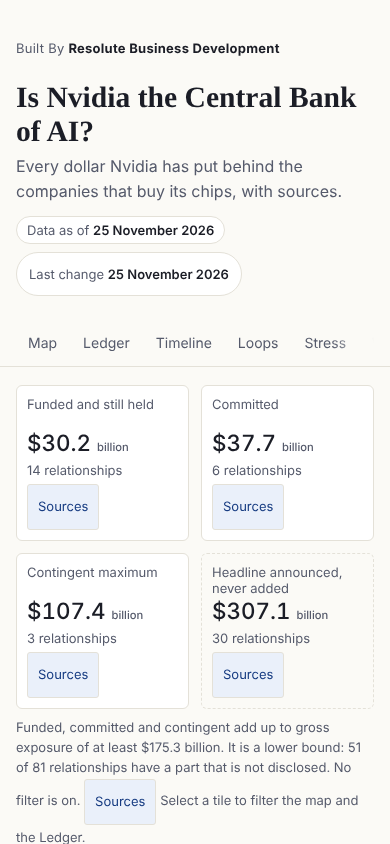 Built By Resolute Business Development
Is Nvidia the Central Bank
of AI?
Every dollar Nvidia has put behind the
companies that buy its chips, with sources.
Data as of 25 November 2026
Last change 25 November 2026
Map Ledger Timeline Loops Stress
Funded and still held
$30.2 billion
14 relationships
Sources
Committed
$37.7 billion
6 relationships
Sources
Contingent maximum
$107.4 billion
3 relationships
Sources
Headline announced,
never added
$307.1 billion
30 relationships
Sources
Funded, committed and contingent add up to gross
exposure of at least $175.3 billion. It is a lower bound: 51
of 81 relationships have a part that is not disclosed. No
filter is on. Sources Select a tile to filter the map and
the Ledger.